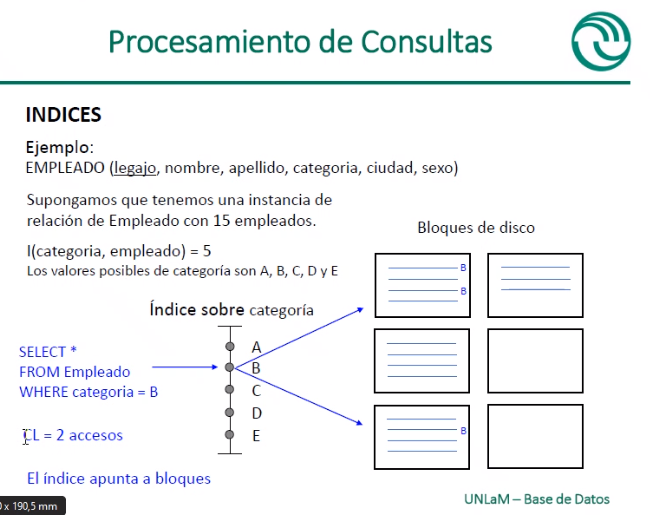 Procesamiento de Consultas
INDICES
Ejemplo:
EMPLEADO (legajo, nombre, apellido, categoria, ciudad, sexo)
Supongamos que tenemos una instancia de
relación de Empleado con 15 empleados.
I(categoria, empleado) = 5
Los valores posibles de categoría son A, B, C, D y E
Bloques de disco
B
B
Índice sobre categoría
A
B
C
D
E
SELECT *
FROM Empleado
WHERE categoria = B
B
CL = 2 accesos
El índice apunta a bloques
UNLaM – Base de Datos
x 190,5 mm